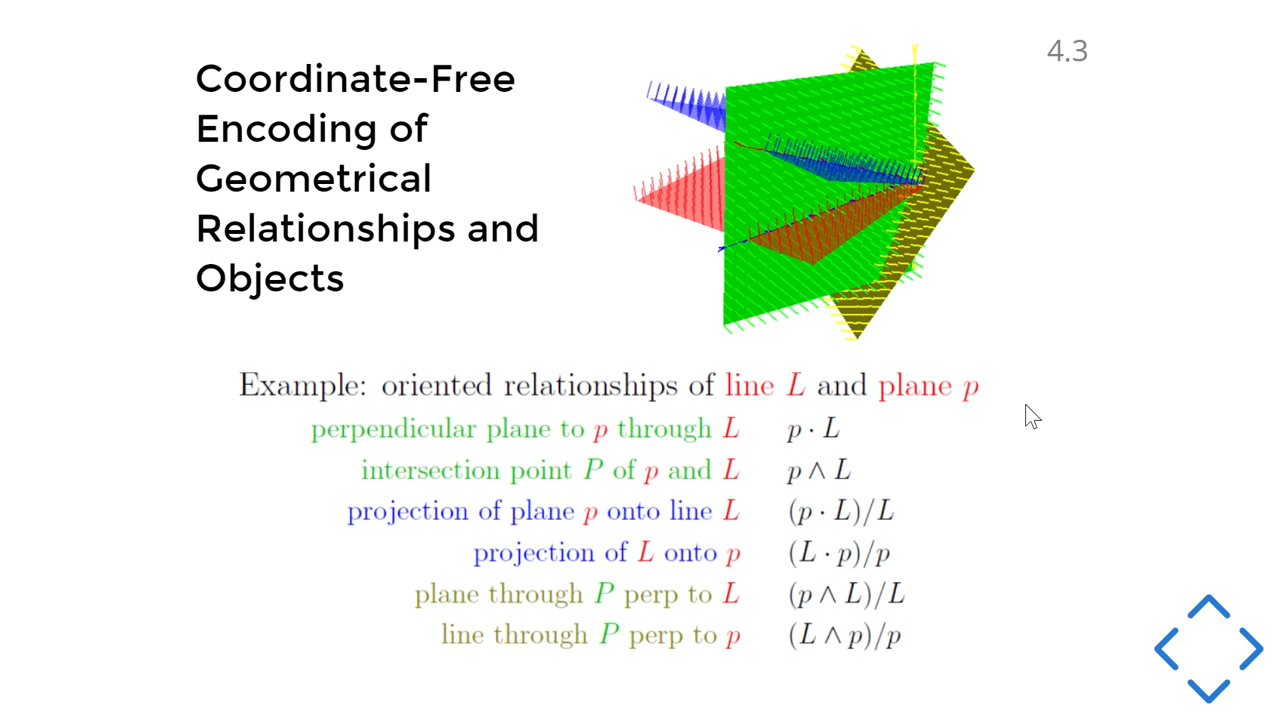 4.3
Coordinate-Free
Encoding of
Geometrical
Relationships and
Objects
Example: oriented relationships of line L and plane p
perpendicular plane to p through L p · L
intersection point P of p and L p ∧ L
projection of plane p onto line L (p · L)/L
projection of L onto p (L · p)/p
plane through P perp to L (p ∧ L)/L
line through P perp to p (L ∧ p)/p